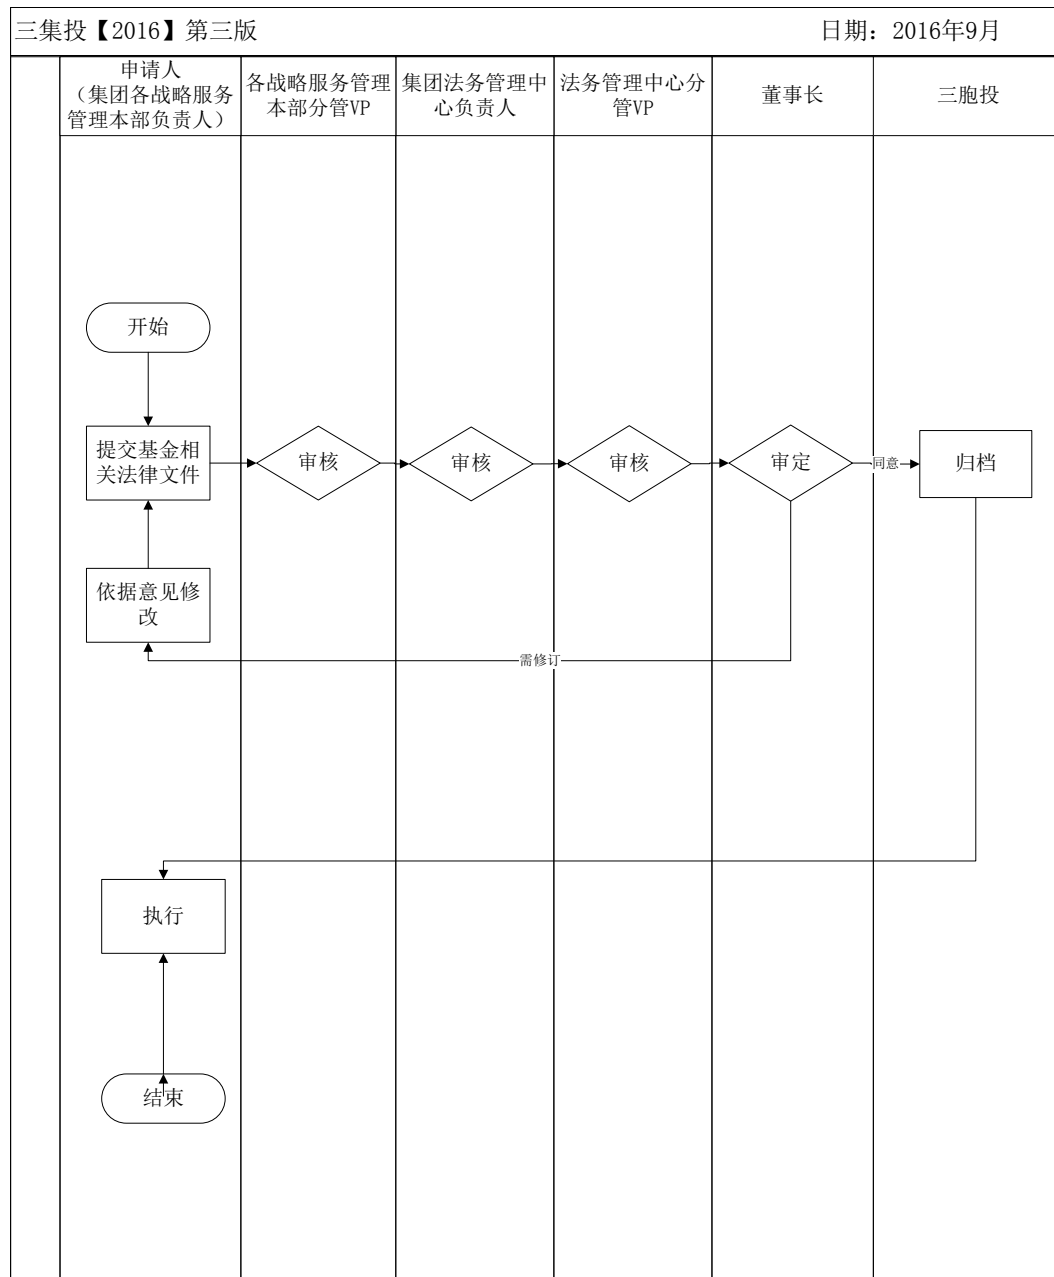 三集投【2016】第三版
日期：2016年9月
申请人
（集团各战略服务
管理本部负责人）
各战略服务管理
本部分管VP
集团法务管理中
心负责人
法务管理中心分
管VP
董事长
三胞投
开始
提交基金相
关法律文件
审核
审核
审核
审定
同意
归档
依据意见修
改
需修订
执行
结束